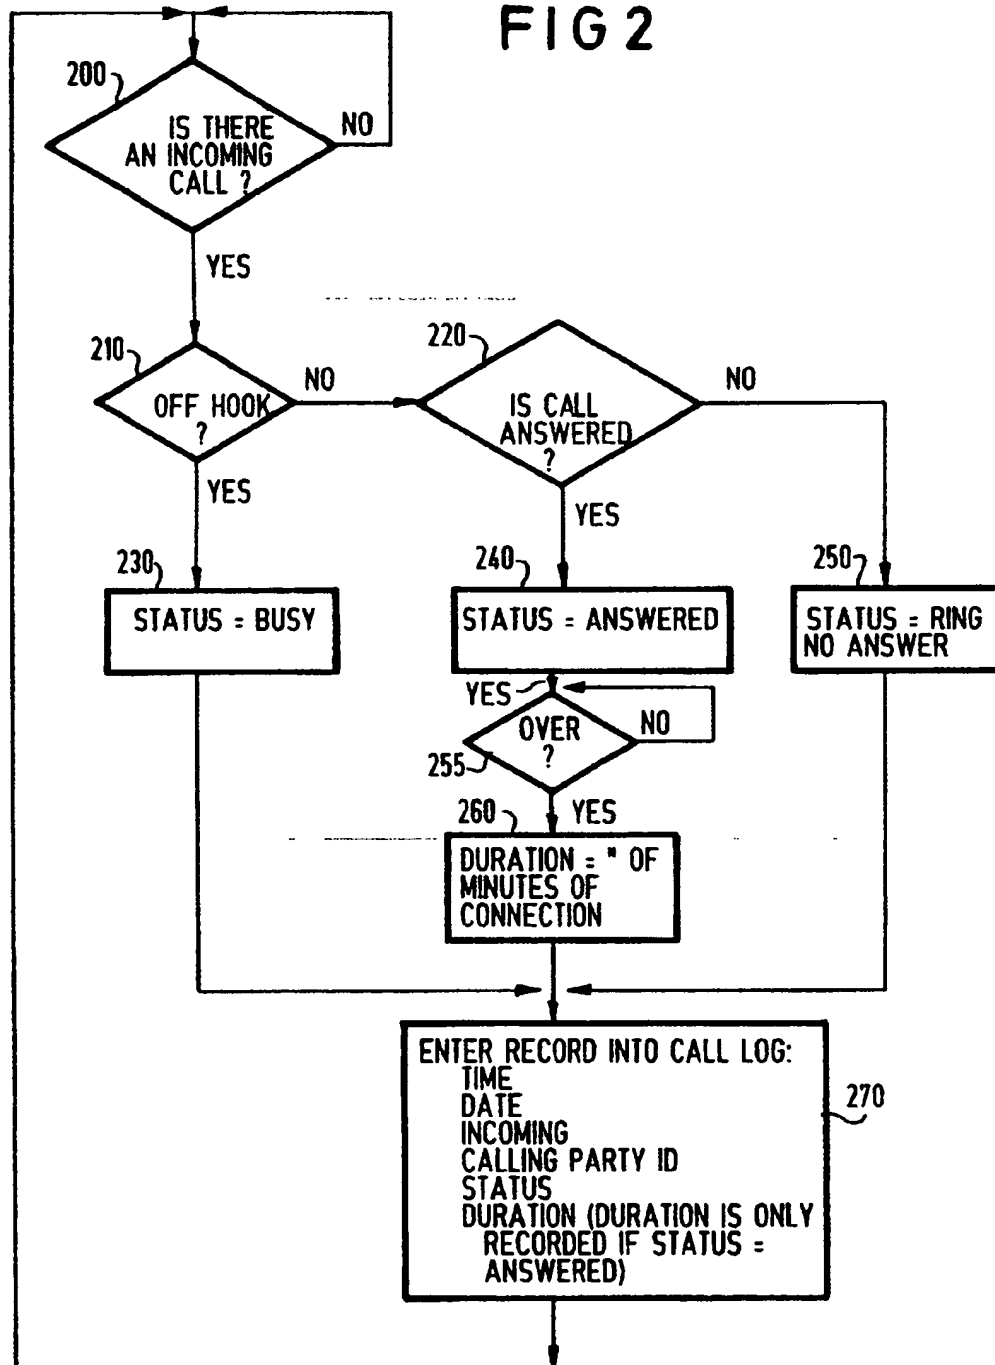 FIG 2
200
IS THERE
AN INCOMING
CALL ?
NO
YES
210
OFF HOOK
?
NO
YES
220
IS CALL
ANSWERED
?
NO
YES
230
STATUS = BUSY
240
STATUS = ANSWERED
250
STATUS = RING
NO ANSWER
YES
OVER
?
NO
255
YES
260
DURATION = " OF
MINUTES OF
CONNECTION
ENTER RECORD INTO CALL LOG:
TIME
DATE
INCOMING
CALLING PARTY ID
STATUS
DURATION (DURATION IS ONLY
RECORDED IF STATUS =
ANSWERED)
270